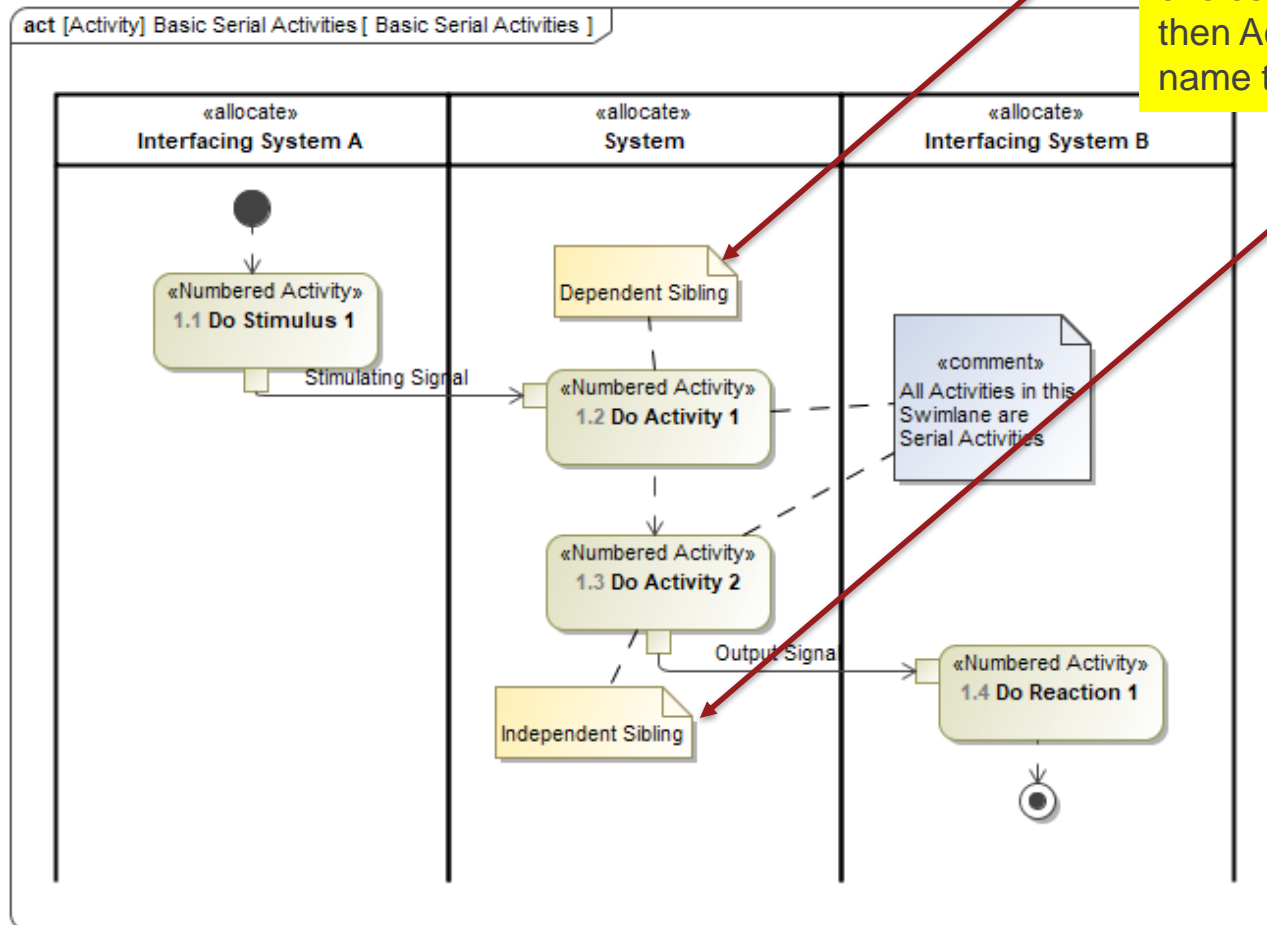 then A
name t
act [Activity] Basic Serial Activities [ Basic Serial Activities ]
«allocate»
Interfacing System A
«allocate»
System
«allocate»
Interfacing System B
«Numbered Activity»
1.1 Do Stimulus 1
Stimulating Signal
Dependent Sibling
«Numbered Activity»
1.2 Do Activity 1
«comment»
All Activities in this
Swimlane are
Serial Activities
«Numbered Activity»
1.3 Do Activity 2
Output Signal
Independent Sibling
«Numbered Activity»
1.4 Do Reaction 1